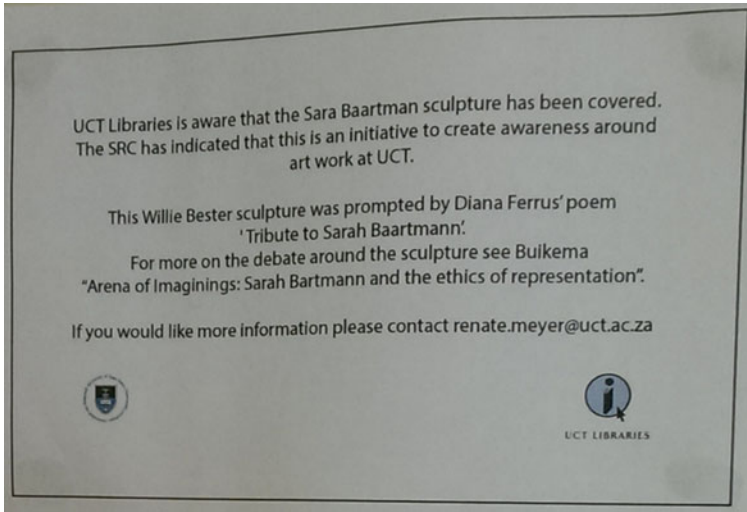 UCT Libraries is aware that the Sara Baartman sculpture has been covered.
The SRC has indicated that this is an initiative to create awareness around
art work at UCT.
This Willie Bester sculpture was prompted by Diana Ferrus' poem
'Tribute to Sarah Baartmann'.
For more on the debate around the sculpture see Buikema
"Arena of Imaginings: Sarah Bartmann and the ethics of representation".
If you would like more information please contact renate.meyer@uct.ac.za
i
UCT LIBRARIES